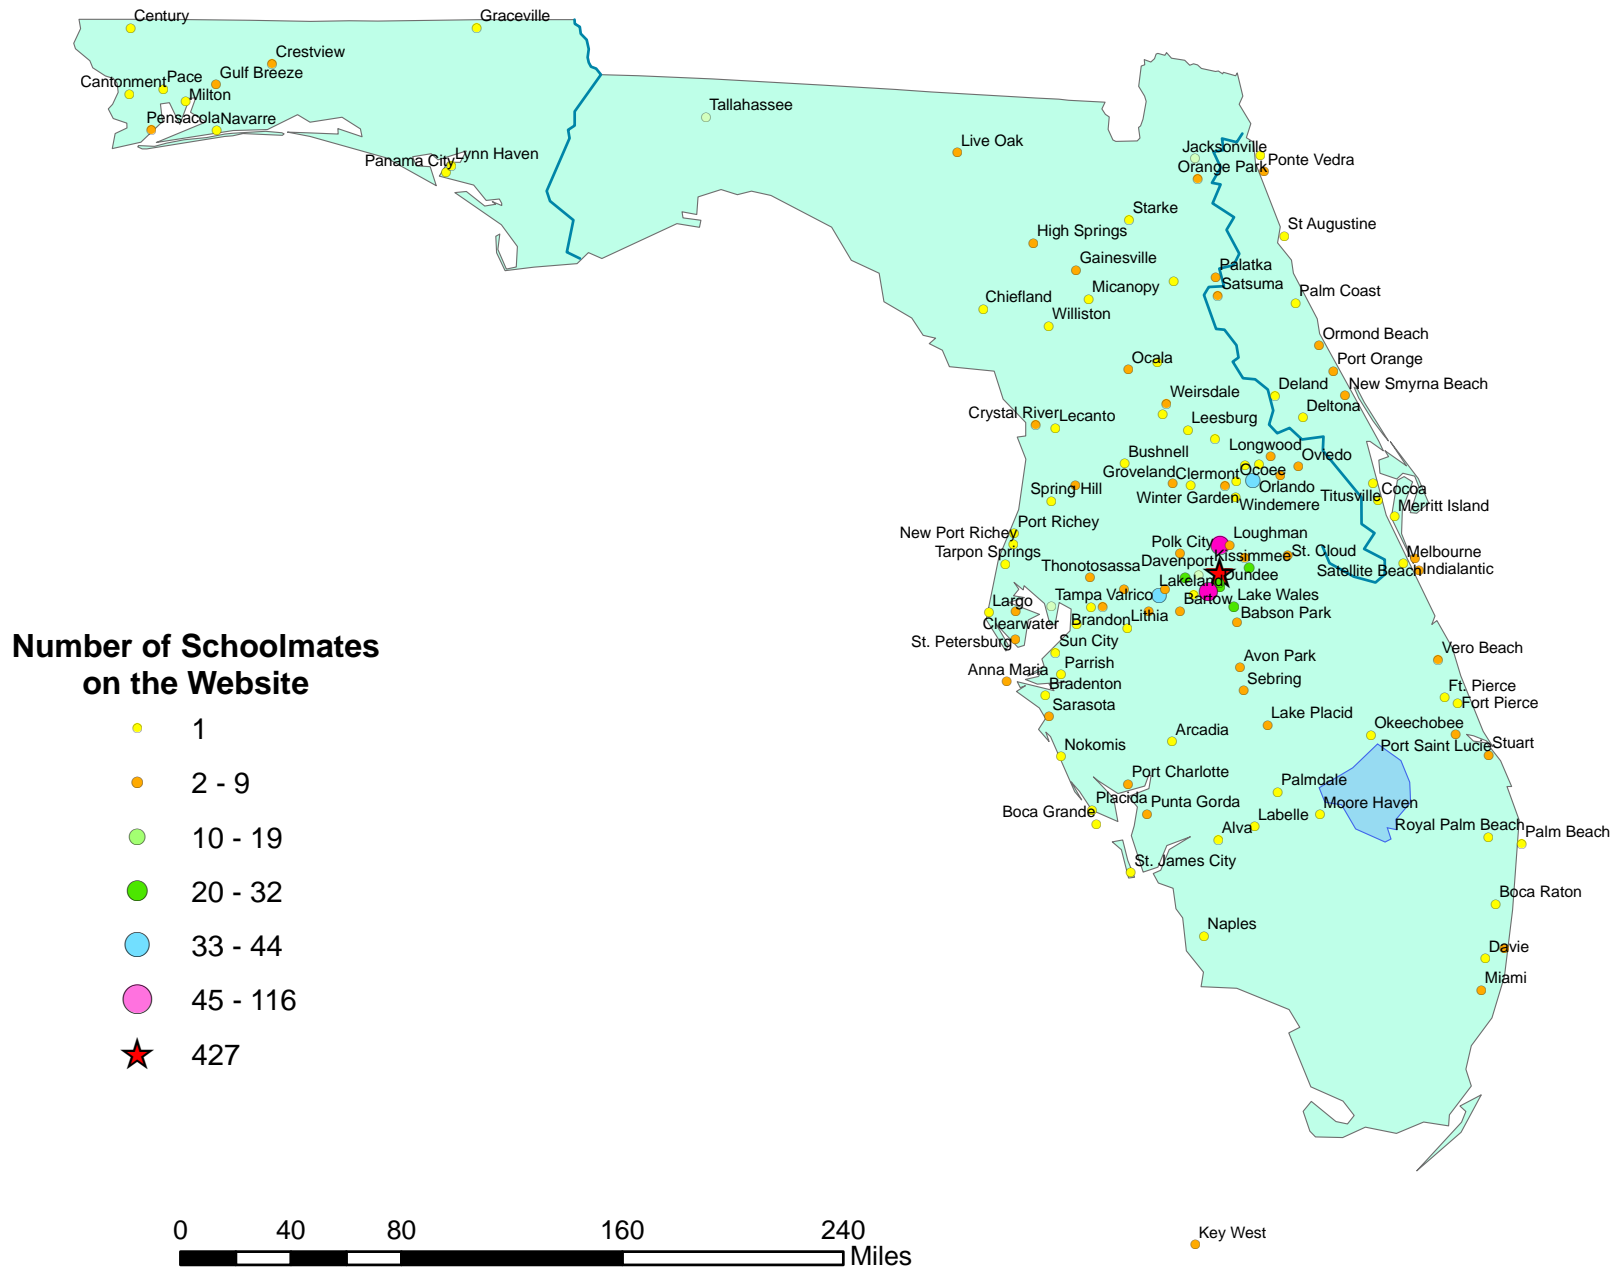 Century
Graceville
Crestview
Gulf Breeze
Cantonment
Pace
Milton
Pensacola
Navarre
Tallahassee
Lynn Haven
Panama City
Live Oak
Jacksonville
Ponte Vedra
Orange Park
Starke
St Augustine
High Springs
Gainesville
Palatka
Micanopy
Satsuma
Palm Coast
Chiefland
Williston
Ormond Beach
Ocala
Port Orange
New Smyrna Beach
Weirsdale
Deland
Deltona
Crystal River
Lecanto
Leesburg
Longwood
Oviedo
Bushnell
Groveland
Clermont
Ocoee
Orlando
Spring Hill
Winter Garden
Windemere
Titusville
Cocoa
Merritt Island
Port Richey
New Port Richey
Tarpon Springs
Polk City
Loughman
Davenport
Kissimmee
St. Cloud
Melbourne
Satellite Beach
Indialantic
Thonotosassa
Dundee
Lakeland
Largo
Tampa
Valrico
Bartow
Lake Wales
Babson Park
Clearwater
Brandon
Lithia
St. Petersburg
Sun City
Anna Maria
Parrish
Avon Park
Vero Beach
Bradenton
Sebring
Ft. Pierce
Fort Pierce
Sarasota
Lake Placid
Okeechobee
Arcadia
Nokomis
Port Saint Lucie
Stuart
Port Charlotte
Palmdale
Placida
Punta Gorda
Boca Grande
Labelle
Moore Haven
Alva
Royal Palm Beach
Palm Beach
St. James City
Boca Raton
Naples
Davie
Miami
Key West
Number of Schoolmates
on the Website
1
2 - 9
10 - 19
20 - 32
33 - 44
45 - 116
427
0 40 80 160 240
Miles